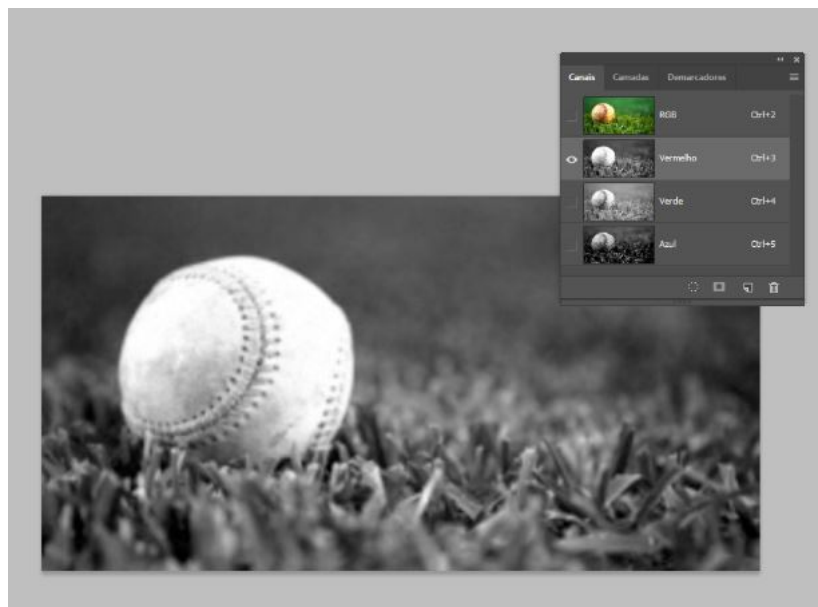 Canais Camadas Demarcadores
RGB Ctrl+2
Vermelho Ctrl+3
Verde Ctrl+4
Azul Ctrl+5